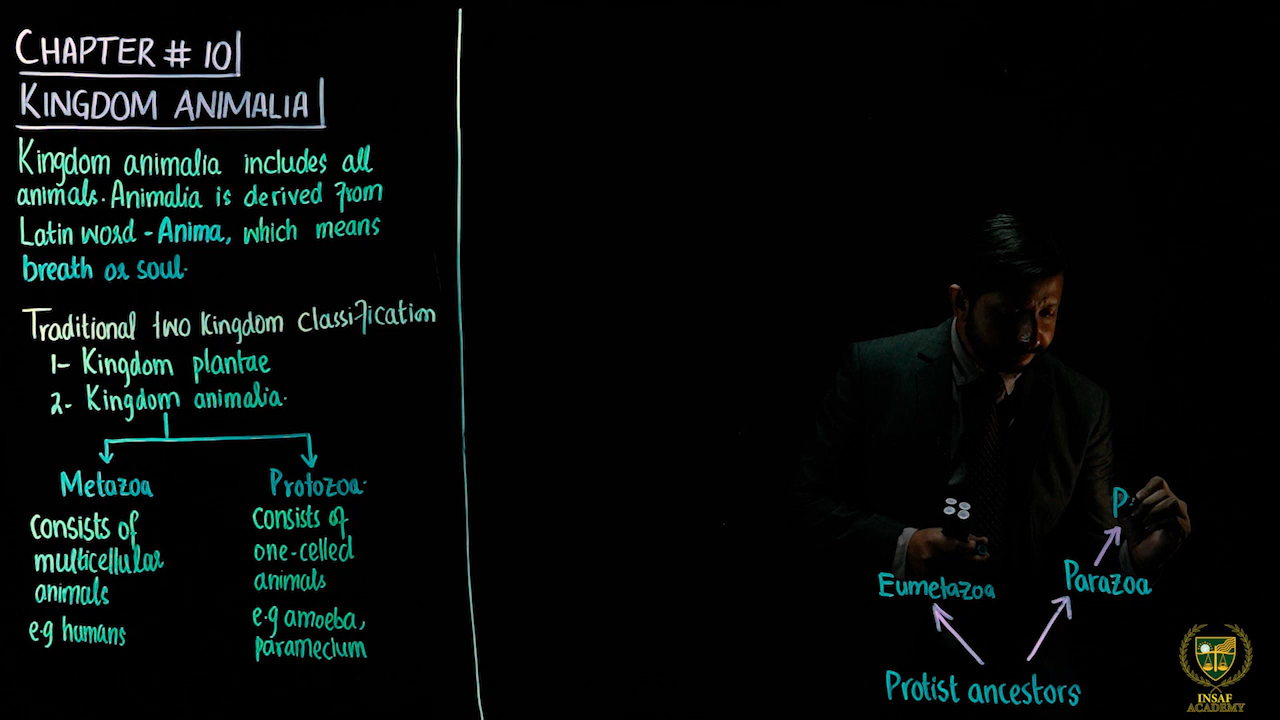 CHAPTER # 10
KINGDOM ANIMALIA
Kingdom animalia includes all
animals. Animalia is derived from
Latin word - Anima, which means
breath or soul.
Traditional two Kingdom classification
1- Kingdom plantae
2- Kingdom animalia.
Metazoa
consists of
multicellular
animals
e.g humans
Protozoa.
consists of
one-celled
animals
e.g amoeba,
paramecium
P
Eumetazoa
Parazoa
Protist ancestors
INSAF
ACADEMY